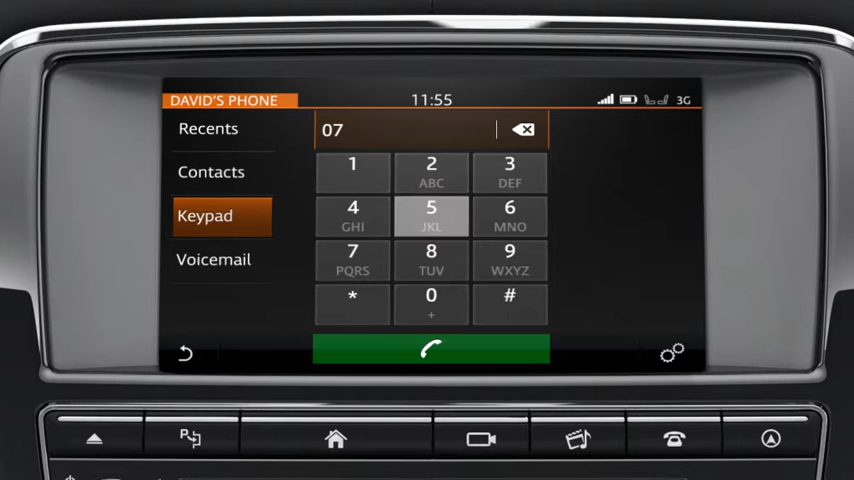 DAVID'S PHONE 11:55 3G
Recents
Contacts
Keypad
Voicemail
07
1 2 3
ABC DEF
4 5 6
GHI JKL MNO
7 8 9
PQRS TUV WXYZ
* 0 #
+
P